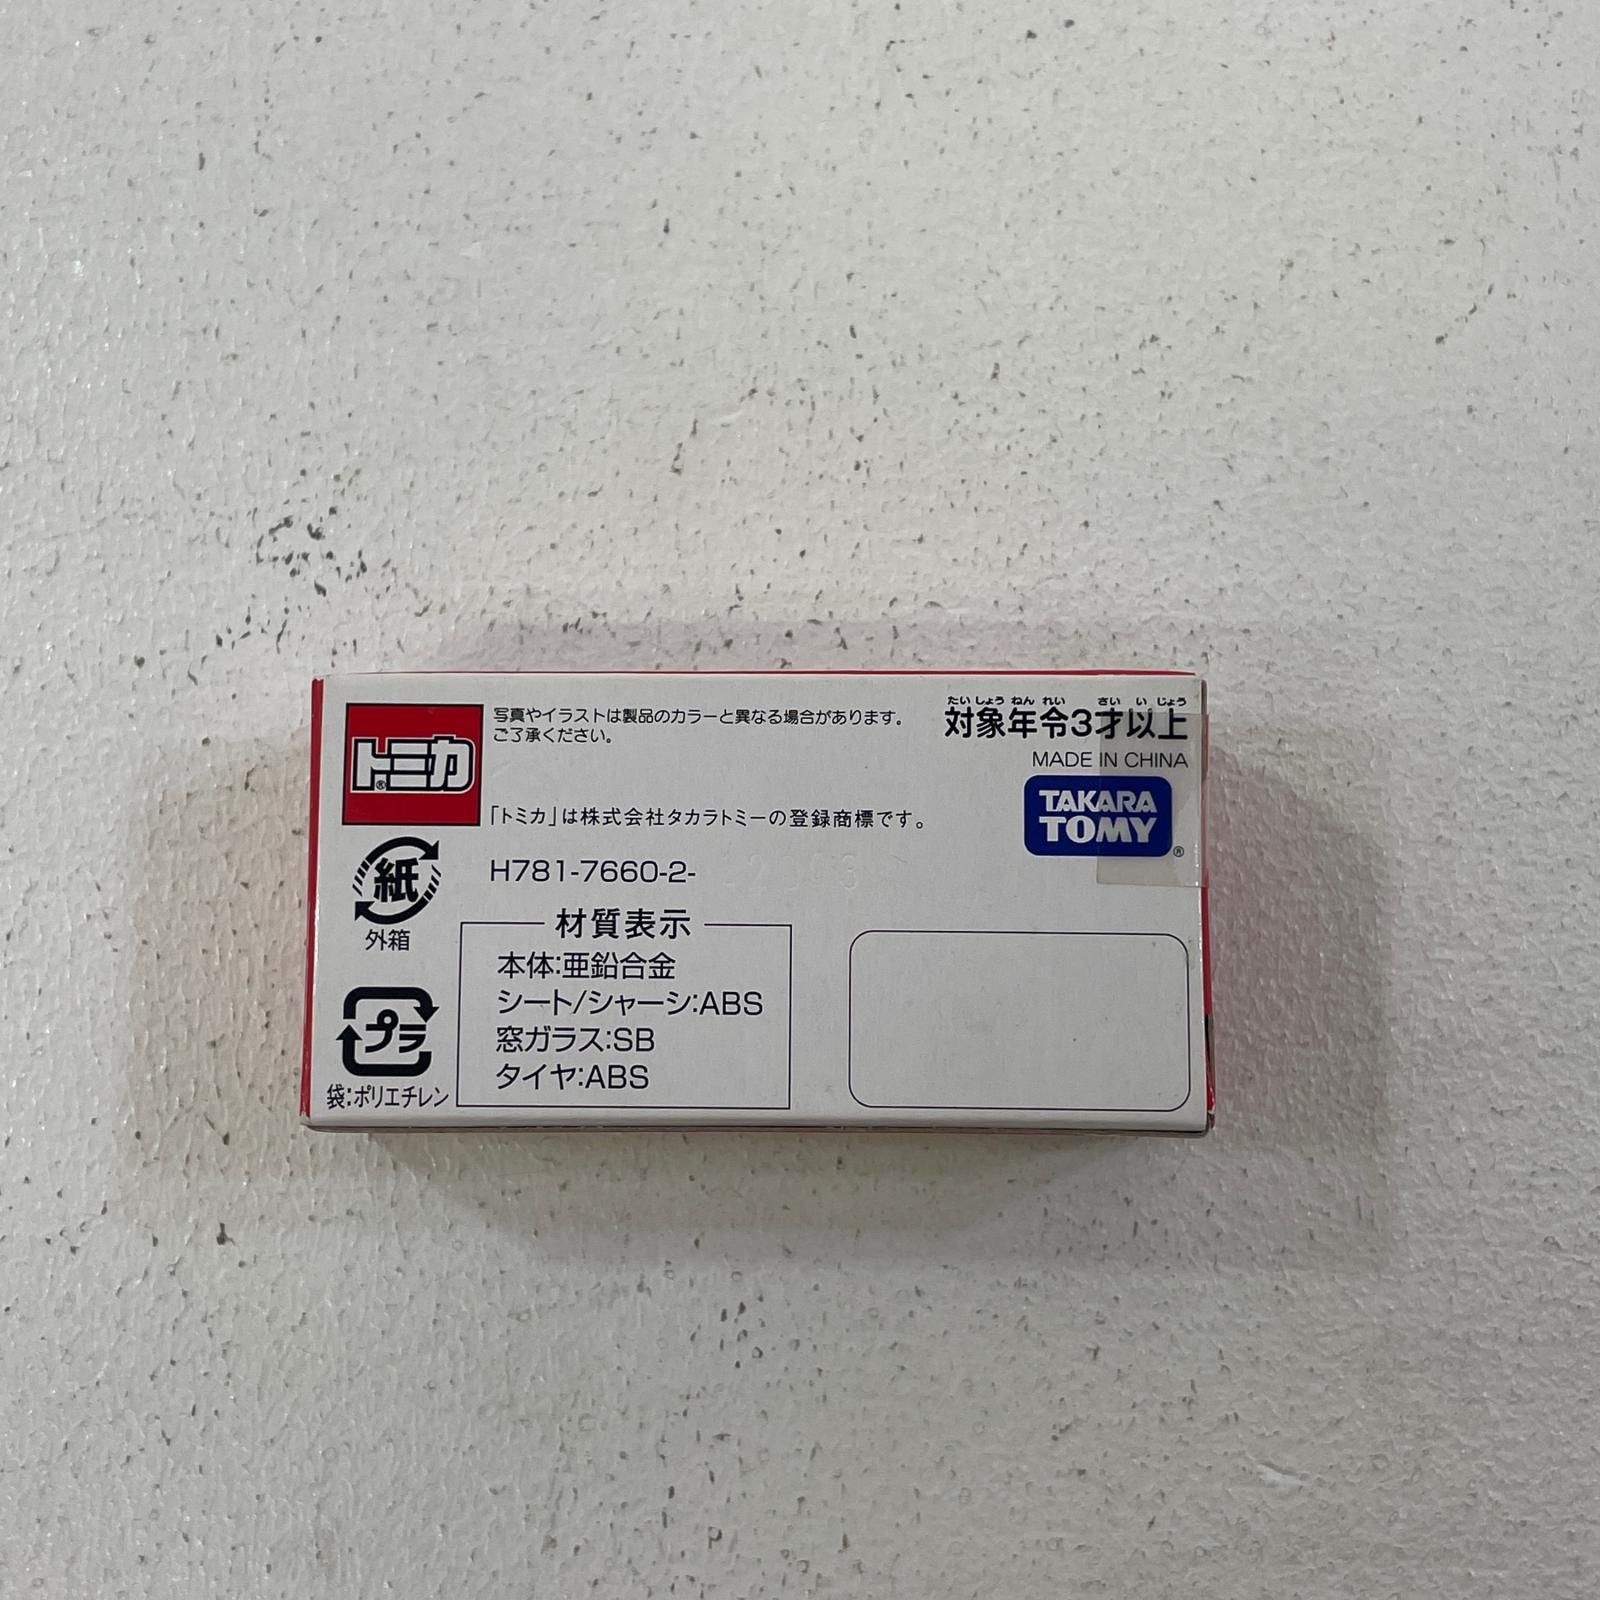 トミカ®
写真やイラストは製品のカラーと異なる場合があります。
ご了承ください。
「トミカ」は株式会社タカラトミーの登録商標です。
H781-7660-2-
たいしょうねんれい さいいじょう
対象年令3才以上
MADE IN CHINA
TAKARA
TOMY®
紙
外箱
プラ
袋:ポリエチレン
材質表示
本体:亜鉛合金
シート/シャーシ:ABS
窓ガラス:SB
タイヤ:ABS